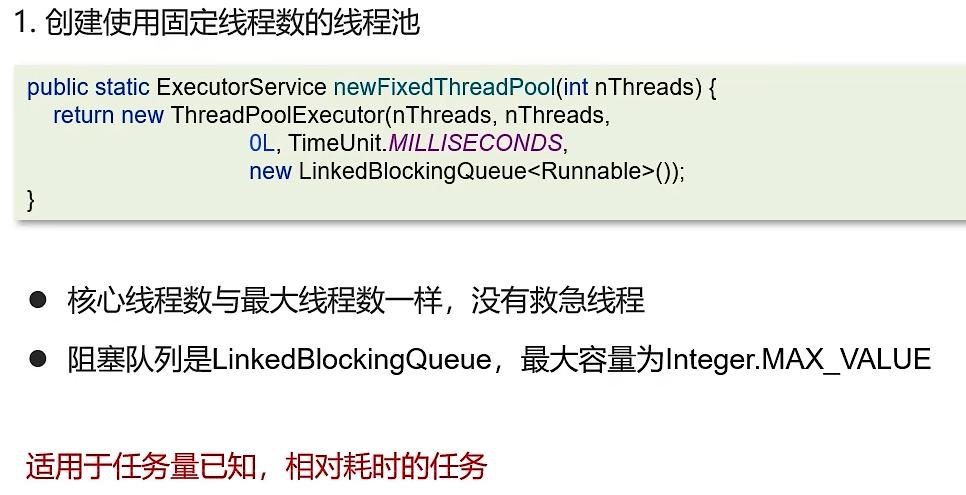 1. 创建使用固定线程数的线程池
public static ExecutorService newFixedThreadPool(int nThreads) {
return new ThreadPoolExecutor(nThreads, nThreads,
0L, TimeUnit.MILLISECONDS,
new LinkedBlockingQueue<Runnable>());
}
● 核心线程数与最大线程数一样，没有救急线程
● 阻塞队列是LinkedBlockingQueue，最大容量为Integer.MAX_VALUE
适用于任务量已知，相对耗时的任务